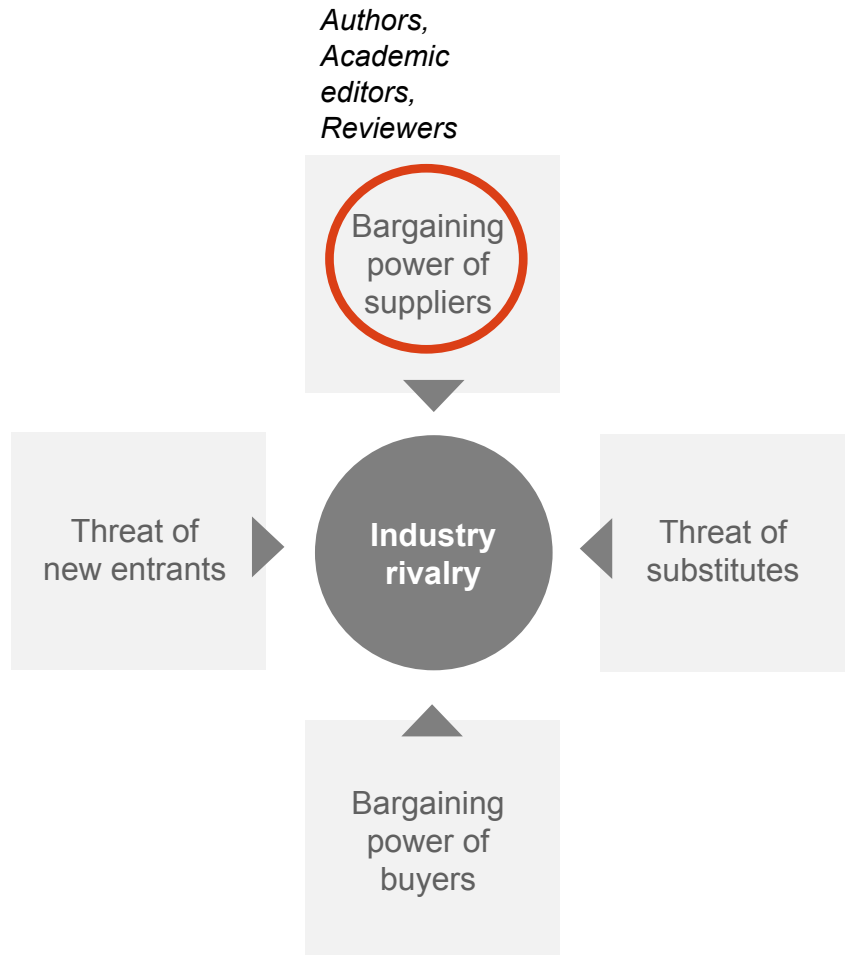 Authors,
Academic
editors,
Reviewers
Bargaining
power of
suppliers
Threat of
new entrants
Industry
rivalry
Threat of
substitutes
Bargaining
power of
buyers